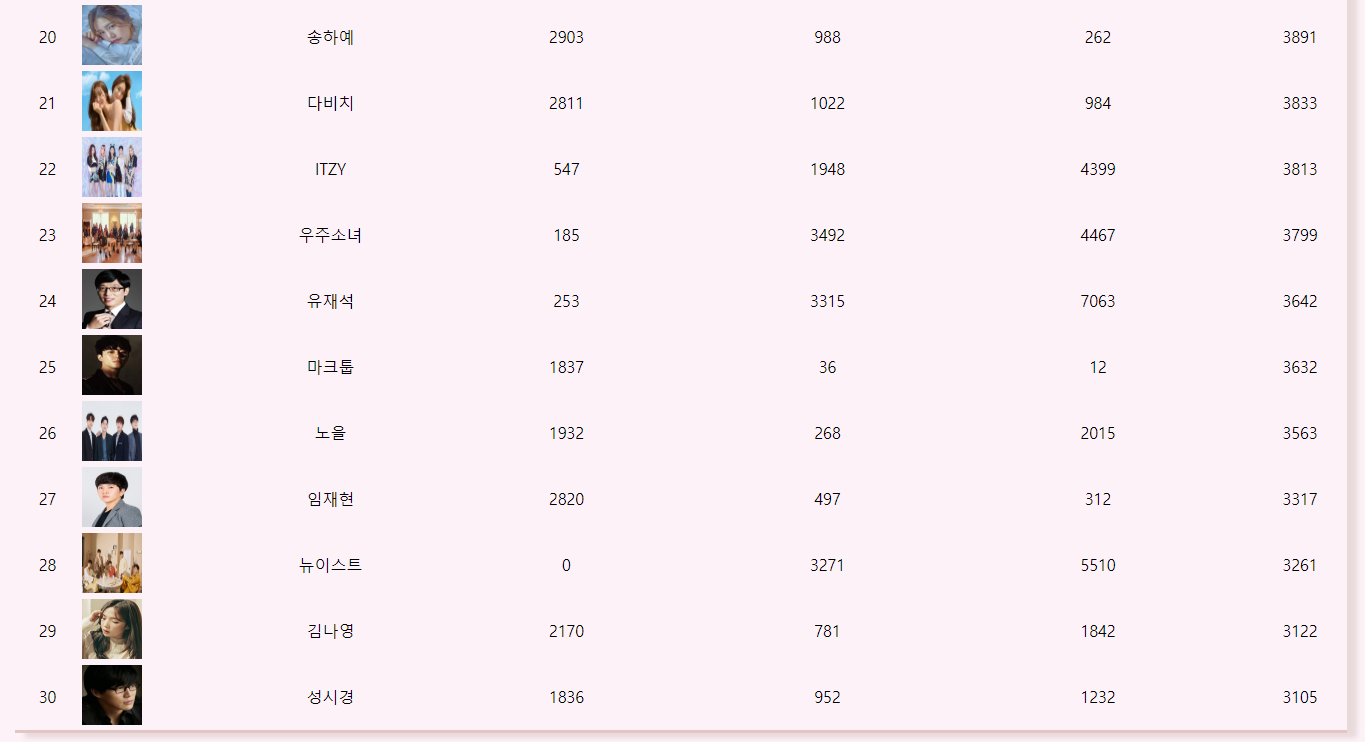 20 송하예 2903 988 262 3891
21 다비치 2811 1022 984 3833
22 ITZY 547 1948 4399 3813
23 우주소녀 185 3492 4467 3799
24 유재석 253 3315 7063 3642
25 마크툽 1837 36 12 3632
26 노을 1932 268 2015 3563
27 임재현 2820 497 312 3317
28 뉴이스트 0 3271 5510 3261
29 김나영 2170 781 1842 3122
30 성시경 1836 952 1232 3105